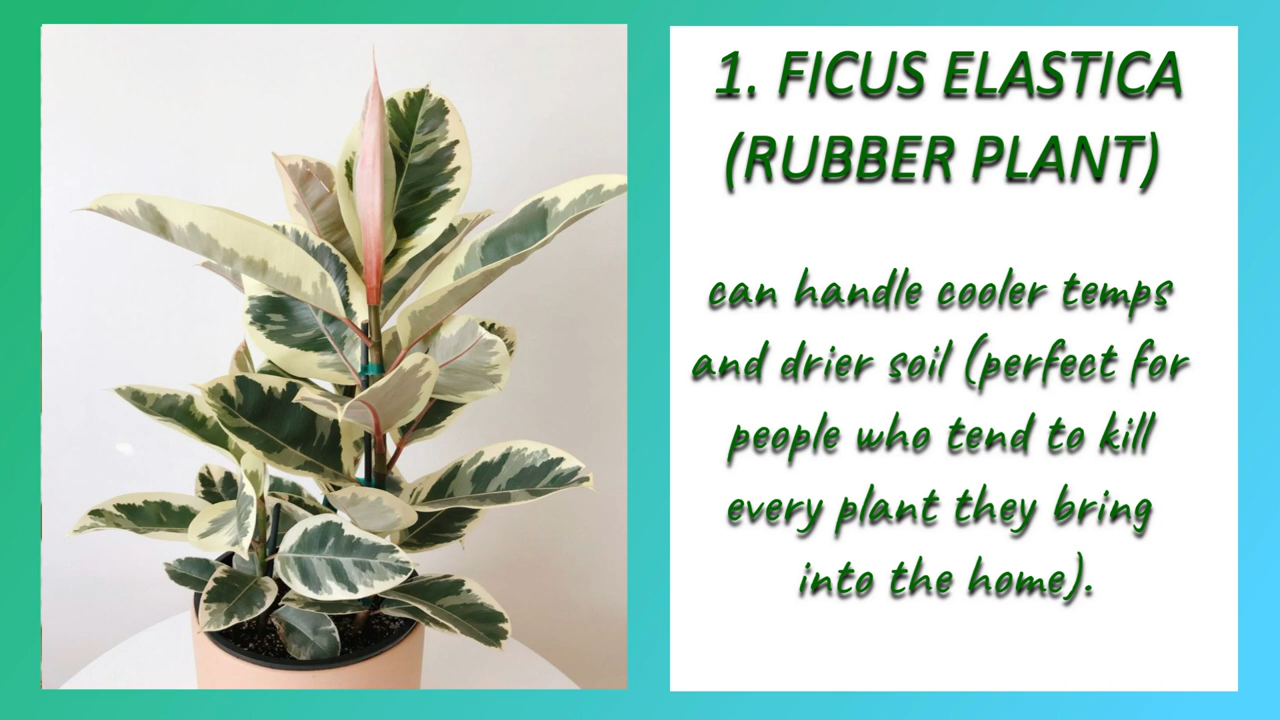 1. FICUS ELASTICA
(RUBBER PLANT)
can handle cooler temps
and drier soil (perfect for
people who tend to kill
every plant they bring
into the home).